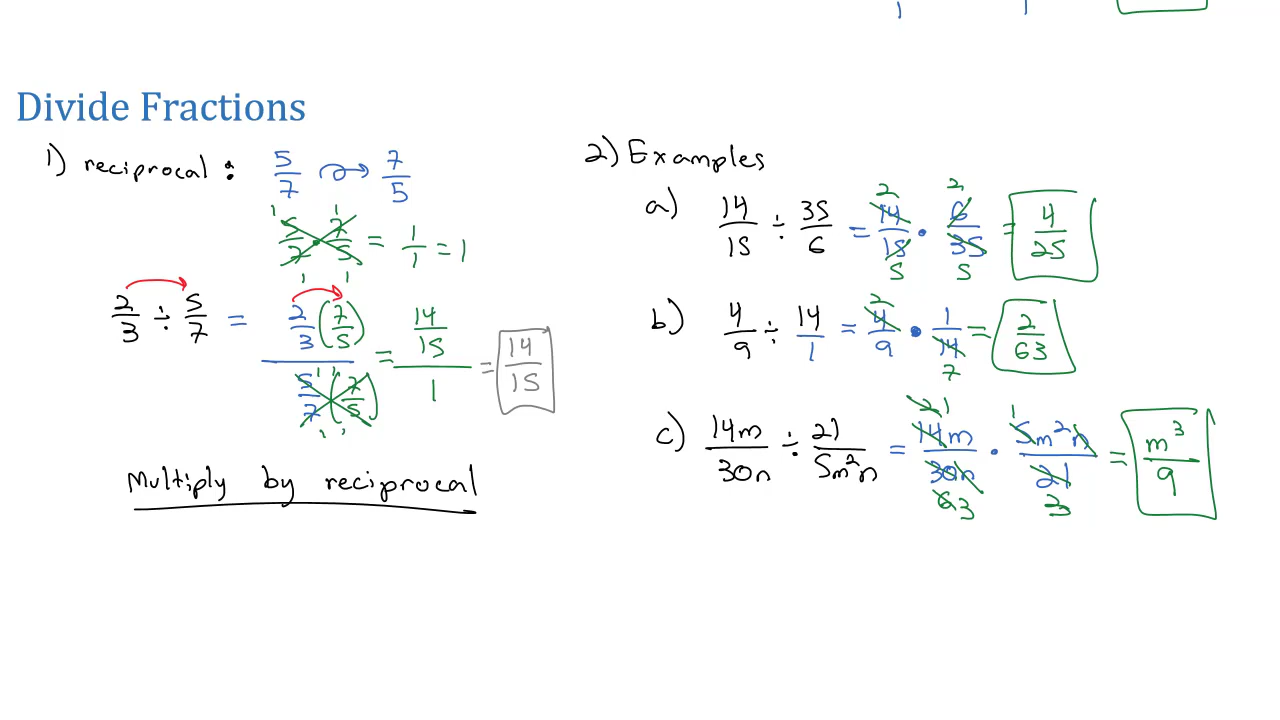 Divide Fractions
1) reciprocal: 5/7 → 7/5
5/7 · 7/5 = 1/1 = 1
2/3 ÷ 5/7 = 2/3 (7/5) / 5/7 (7/5) = 14/15 / 1 = 14/15
Multiply by reciprocal
2) Examples
a) 14/15 ÷ 35/6 = 14/15 · 6/35 = 4/25
b) 4/9 ÷ 14/1 = 4/9 · 1/14 = 2/63
c) 14m/30n ÷ 21/5m²n = 14m/30n · 5m²n/21 = m³/9